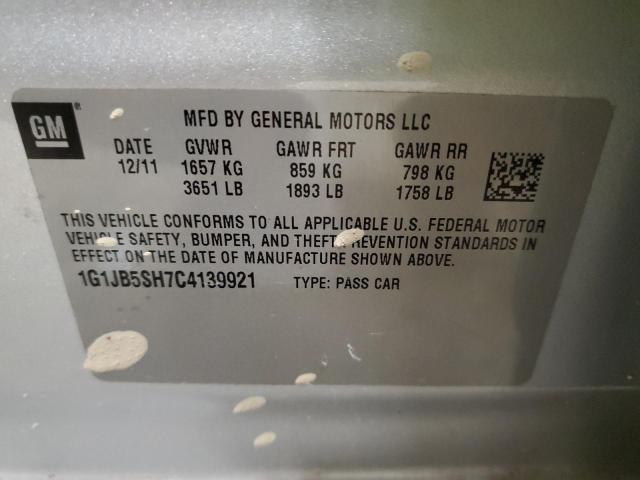 GM ®
MFD BY GENERAL MOTORS LLC
DATE GVWR GAWR FRT GAWR RR
12/11 1657 KG 859 KG 798 KG
3651 LB 1893 LB 1758 LB
THIS VEHICLE CONFORMS TO ALL APPLICABLE U.S. FEDERAL MOTOR
VEHICLE SAFETY, BUMPER, AND THEFT PREVENTION STANDARDS IN
EFFECT ON THE DATE OF MANUFACTURE SHOWN ABOVE.
1G1JB5SH7C4139921 TYPE: PASS CAR